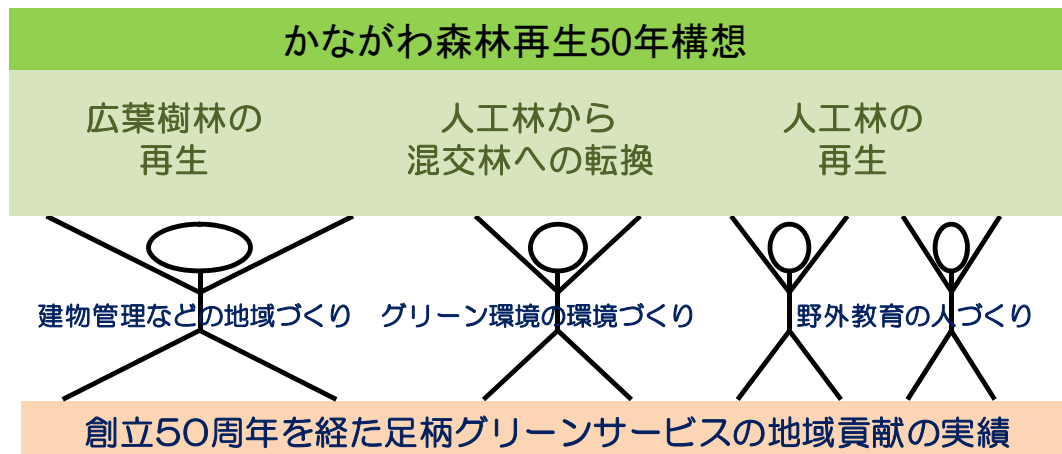 かながわ森林再生50年構想
広葉樹林の
再生
人工林から
混交林への転換
人工林の
再生
建物管理などの地域づくり
グリーン環境の環境づくり
野外教育の人づくり
創立50周年を経た足柄グリーンサービスの地域貢献の実績